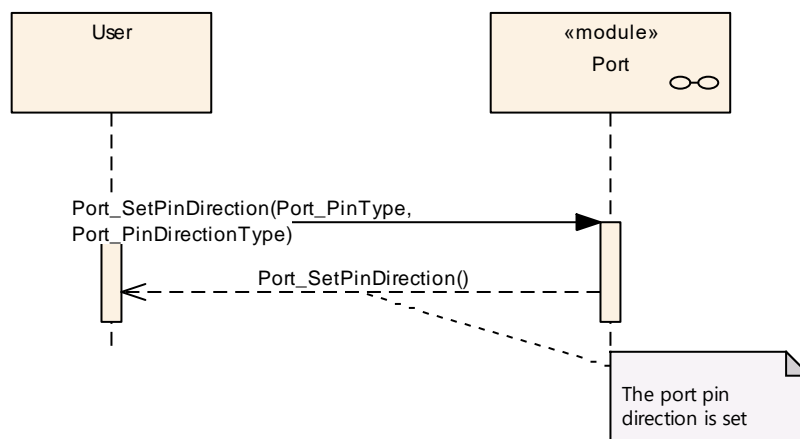 User
«module»
Port
Port_SetPinDirection(Port_PinType,
Port_PinDirectionType)
Port_SetPinDirection()
The port pin
direction is set